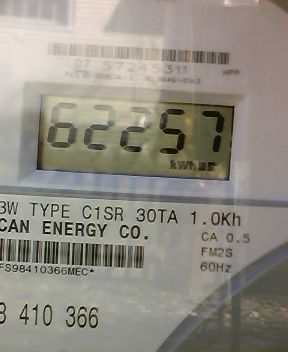 07 57245311
62257
kWh
3W TYPE C1SR 30TA 1.0Kh
CAN ENERGY CO.
CA 0.5
FM2S
60Hz
FS98410366MEC*
8 410 366